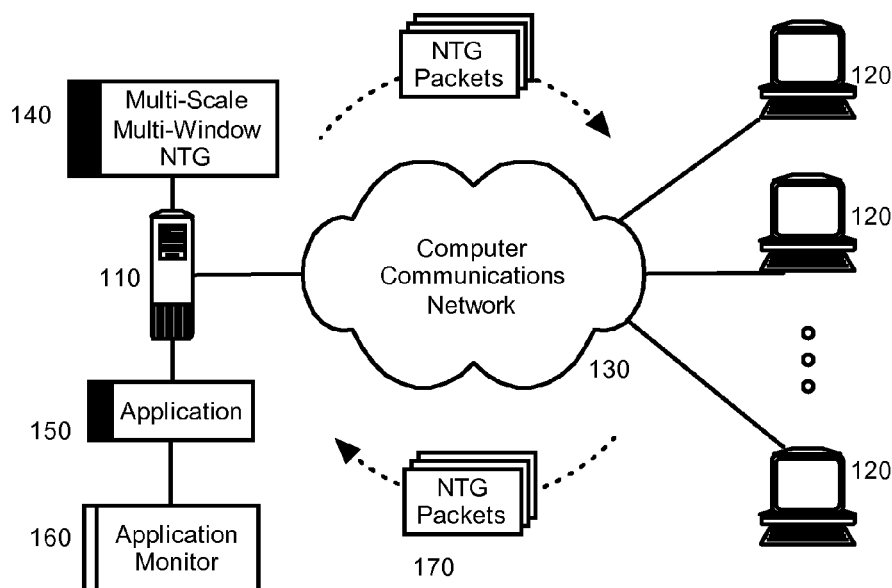 NTG
Packets
120
140
Multi-Scale
Multi-Window
NTG
120
110
Computer
Communications
Network
130
150
Application
120
160
Application
Monitor
NTG
Packets
170